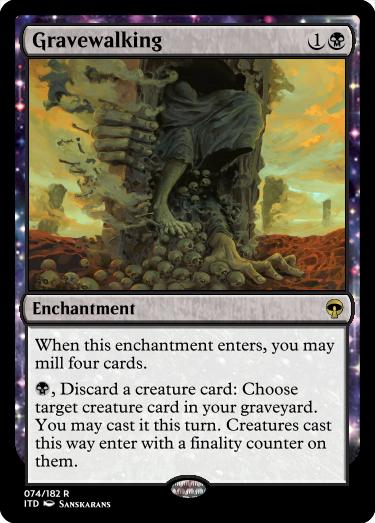 Gravewalking 1
Enchantment
When this enchantment enters, you may
mill four cards.
, Discard a creature card: Choose
target creature card in your graveyard.
You may cast it this turn. Creatures cast
this way enter with a finality counter on
them.
074/182 R
ITD Sanskarans